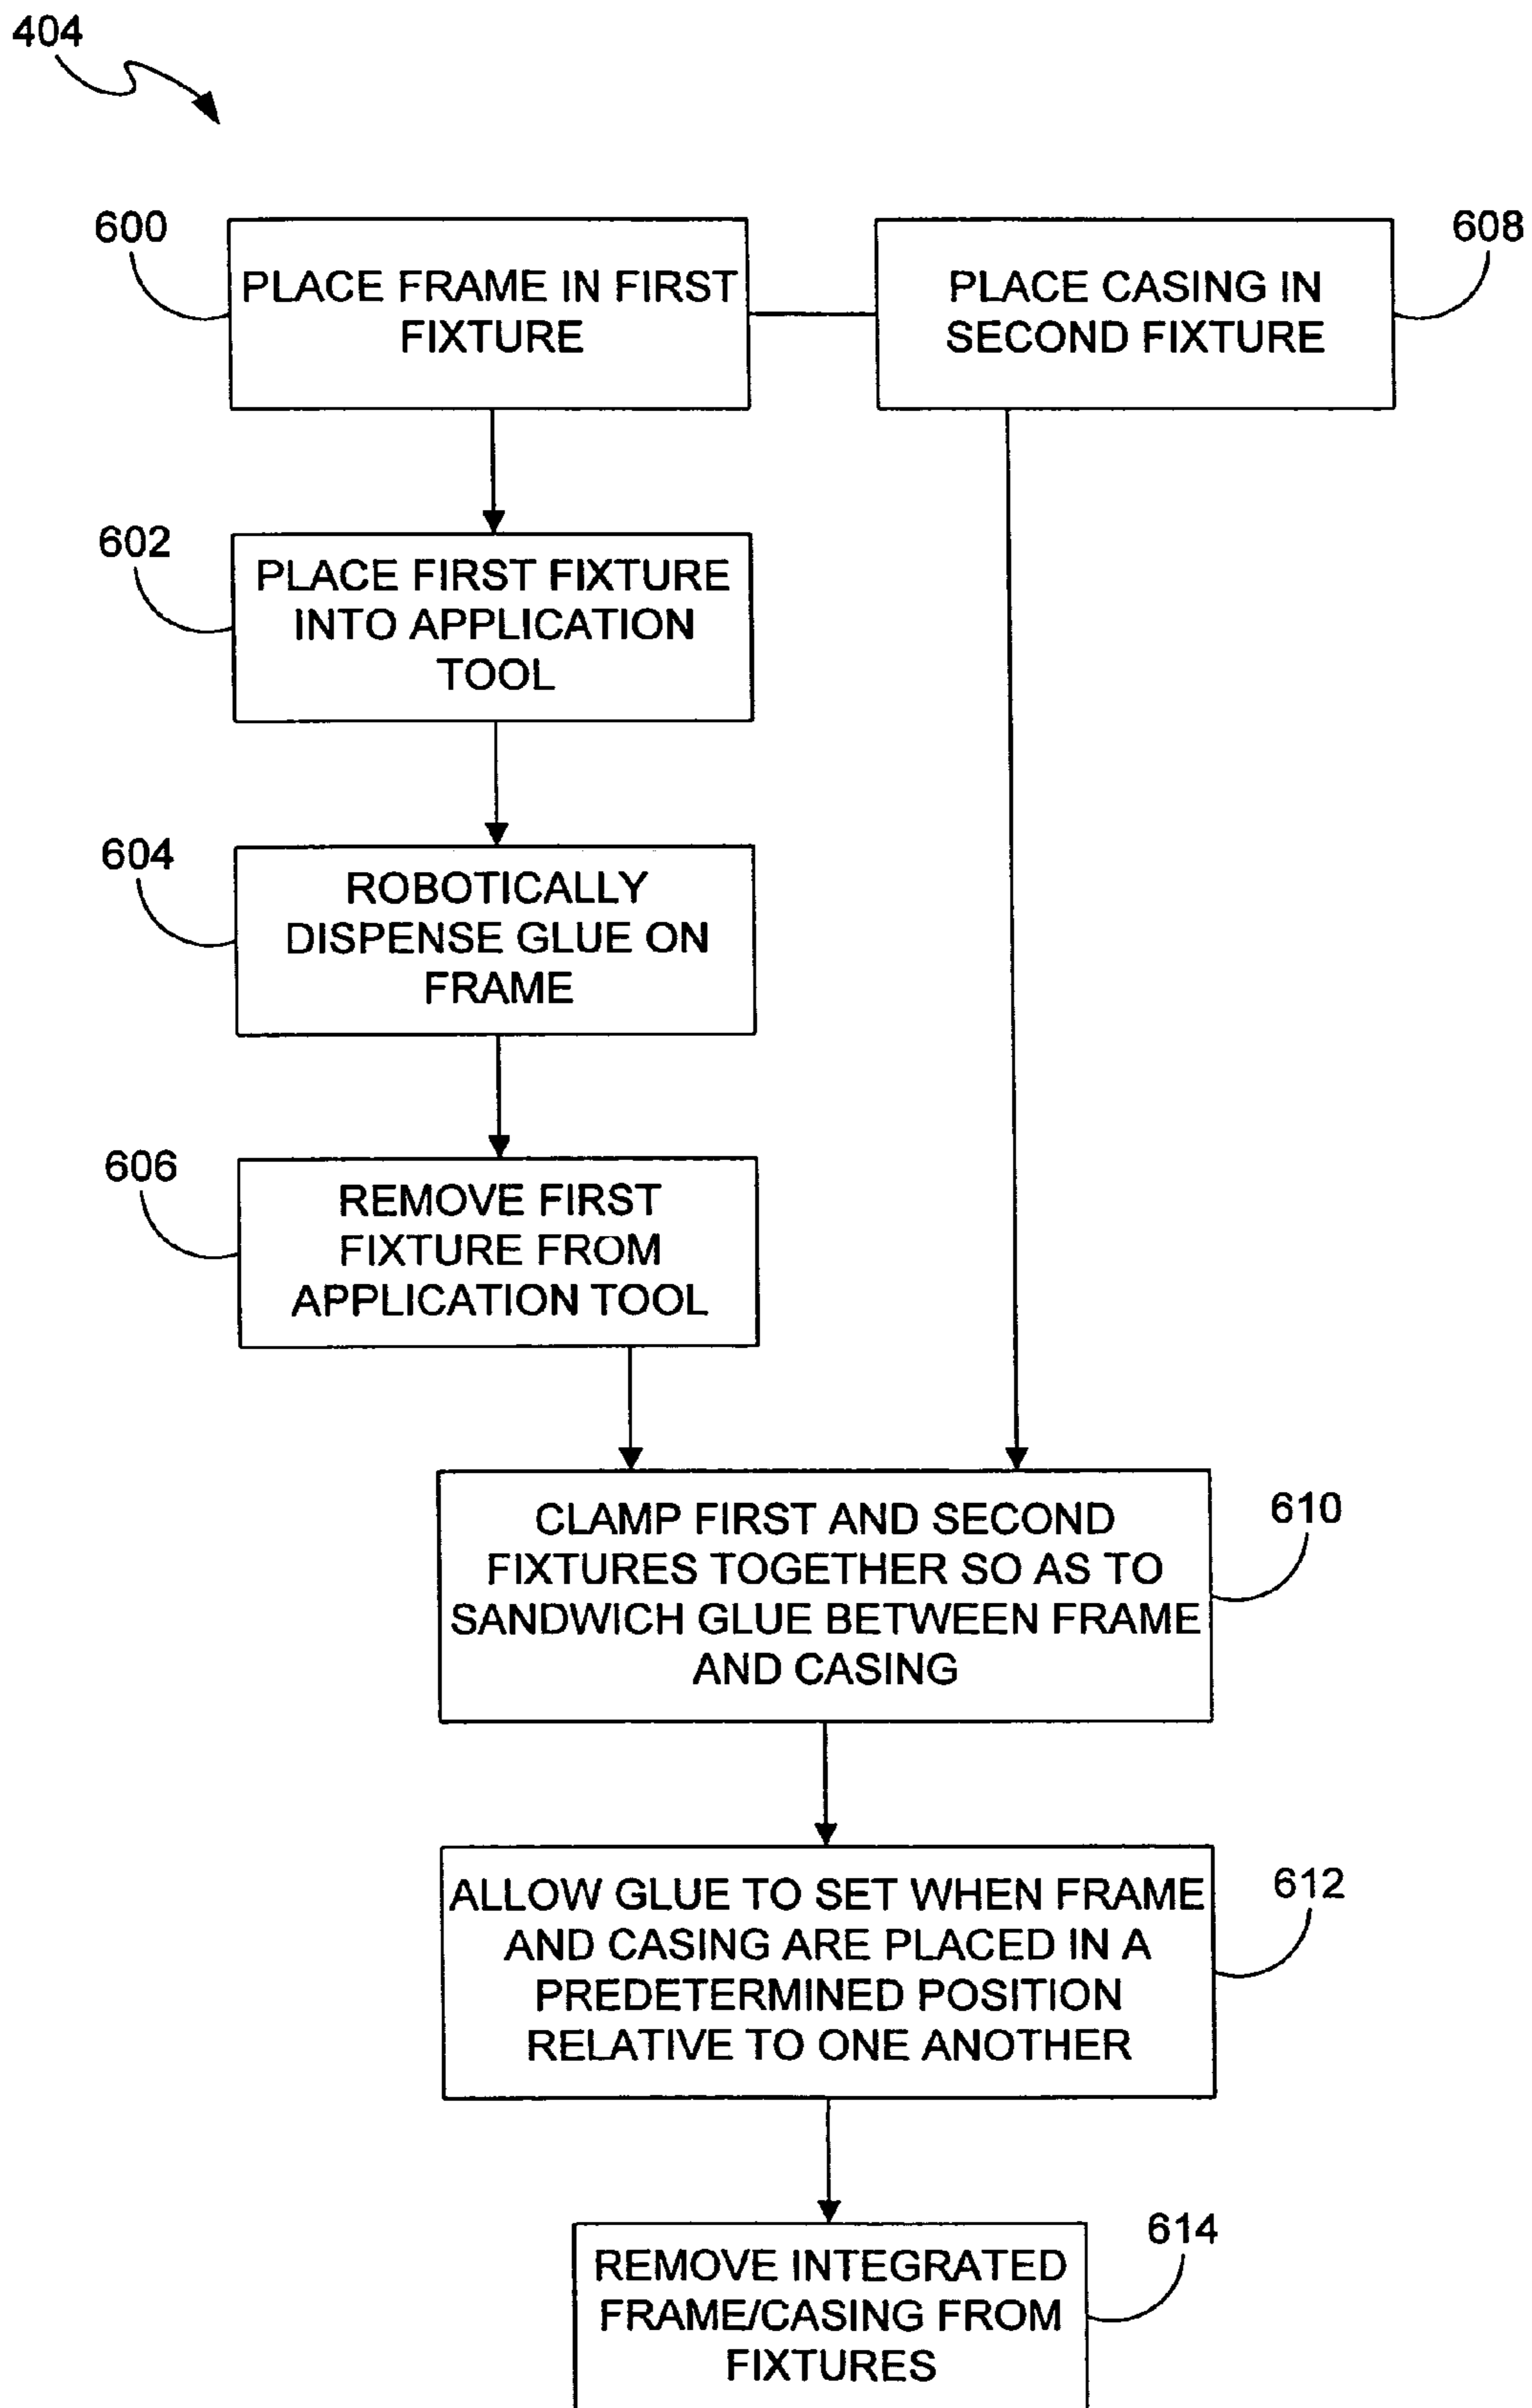 404
600
PLACE FRAME IN FIRST
FIXTURE
608
PLACE CASING IN
SECOND FIXTURE
602
PLACE FIRST FIXTURE
INTO APPLICATION
TOOL
604
ROBOTICALLY
DISPENSE GLUE ON
FRAME
606
REMOVE FIRST
FIXTURE FROM
APPLICATION TOOL
610
CLAMP FIRST AND SECOND
FIXTURES TOGETHER SO AS TO
SANDWICH GLUE BETWEEN FRAME
AND CASING
612
ALLOW GLUE TO SET WHEN FRAME
AND CASING ARE PLACED IN A
PREDETERMINED POSITION
RELATIVE TO ONE ANOTHER
614
REMOVE INTEGRATED
FRAME/CASING FROM
FIXTURES